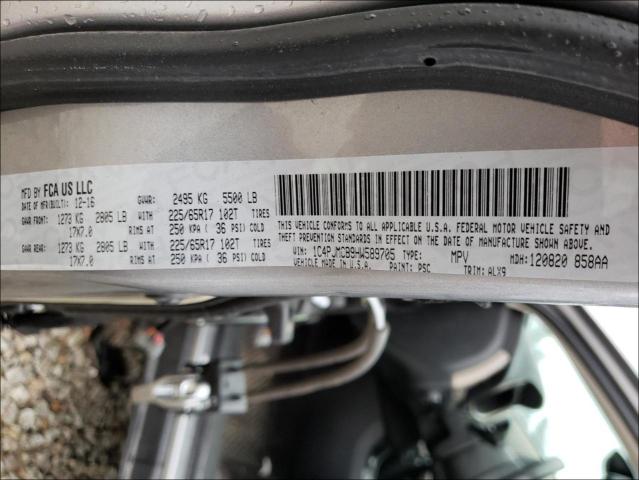 MFD BY FCA US LLC
DATE OF MFR(BUILT): 12-16 GVWR: 2495 KG 5500 LB
GAWR FRONT: 1273 KG 2805 LB WITH 225/65R17 102T TIRES
17X7.0 RIMS AT 250 KPA ( 36 PSI) COLD
GAWR REAR: 1273 KG 2805 LB WITH 225/65R17 102T TIRES
17X7.0 RIMS AT 250 KPA ( 36 PSI) COLD
THIS VEHICLE CONFORMS TO ALL APPLICABLE U.S.A. FEDERAL MOTOR VEHICLE SAFETY AND
THEFT PREVENTION STANDARDS IN EFFECT ON THE DATE OF MANUFACTURE SHOWN ABOVE.
VIN: 1C4PJMCB9HW589705 TYPE: MPV MDH: 120820 858AA
VEHICLE MADE IN U.S.A. PAINT: PSC TRIM: ALX9